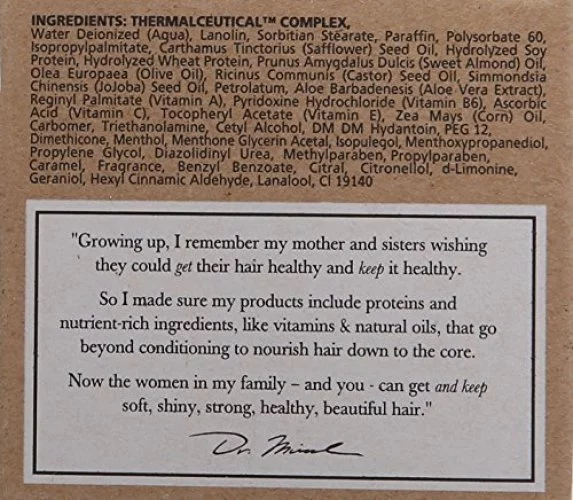 INGREDIENTS: THERMALCEUTICAL™ COMPLEX,
Water Deionized (Aqua), Lanolin, Sorbitian Stearate, Paraffin, Polysorbate 60,
Isopropylpalmitate, Carthamus Tinctorius (Safflower) Seed Oil, Hydrolyzed Soy
Protein, Hydrolyzed Wheat Protein, Prunus Amygdalus Dulcis (Sweet Almond) Oil,
Olea Europaea (Olive Oil), Ricinus Communis (Castor) Seed Oil, Simmondsia
Chinensis (JoJoba) Seed Oil, Petrolatum, Aloe Barbadenesis (Aloe Vera Extract),
Reginyl Palmitate (Vitamin A), Pyridoxine Hydrochloride (Vitamin B6), Ascorbic
Acid (Vitamin C), Tocopheryl Acetate (Vitamin E), Zea Mays (Corn) Oil,
Carbomer, Triethanolamine, Cetyl Alcohol, DM DM Hydantoin, PEG 12,
Dimethicone, Menthol, Menthone Glycerin Acetal, Isopulegol, Menthoxypropanediol,
Propylene Glycol, Diazolidinyl Urea, Methylparaben, Propylparaben,
Caramel, Fragrance, Benzyl Benzoate, Citral, Citronellol, d-Limonine,
Geraniol, Hexyl Cinnamic Aldehyde, Lanalool, CI 19140
"Growing up, I remember my mother and sisters wishing
they could get their hair healthy and keep it healthy.
So I made sure my products include proteins and
nutrient-rich ingredients, like vitamins & natural oils, that go
beyond conditioning to nourish hair down to the core.
Now the women in my family – and you - can get and keep
soft, shiny, strong, healthy, beautiful hair."
Dr. Miracle